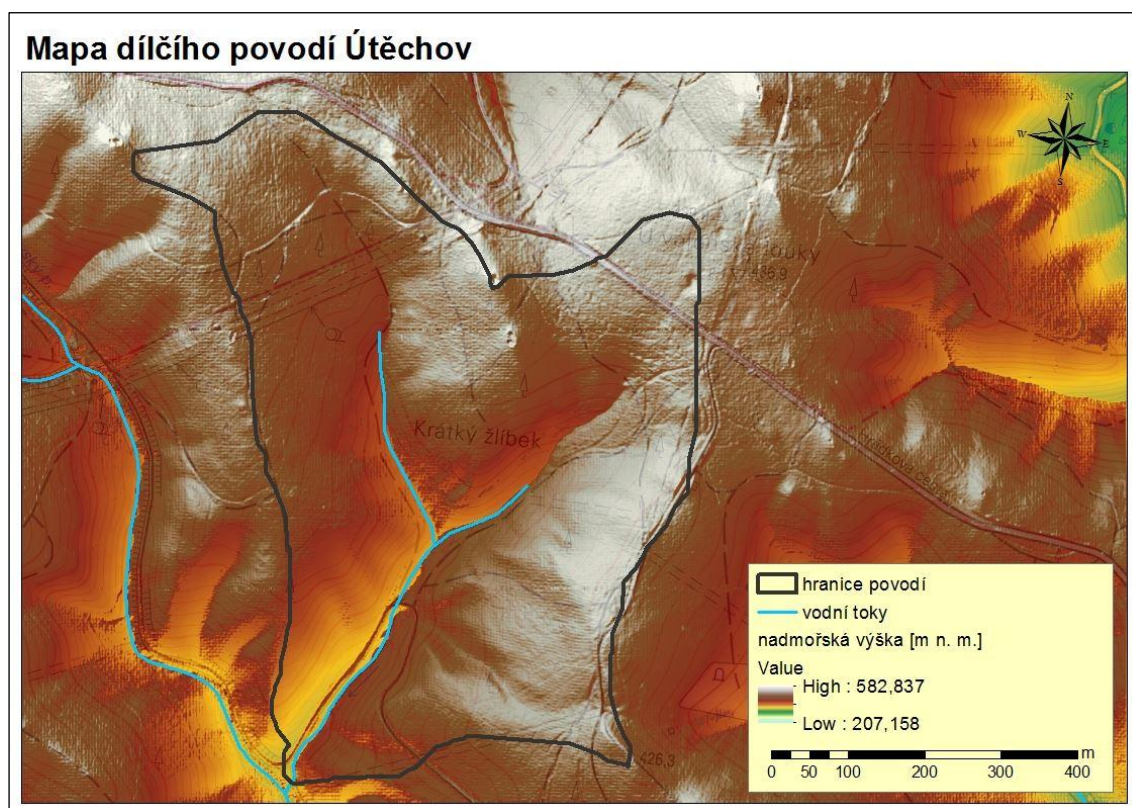 Mapa dílčího povodí Útěchov
N
W
E
S
436,9
Krátký žlíbek
426,3
hranice povodí
vodní toky
nadmořská výška [m n. m.]
Value
High : 582,837
Low : 207,158
m
0 50 100 200 300 400